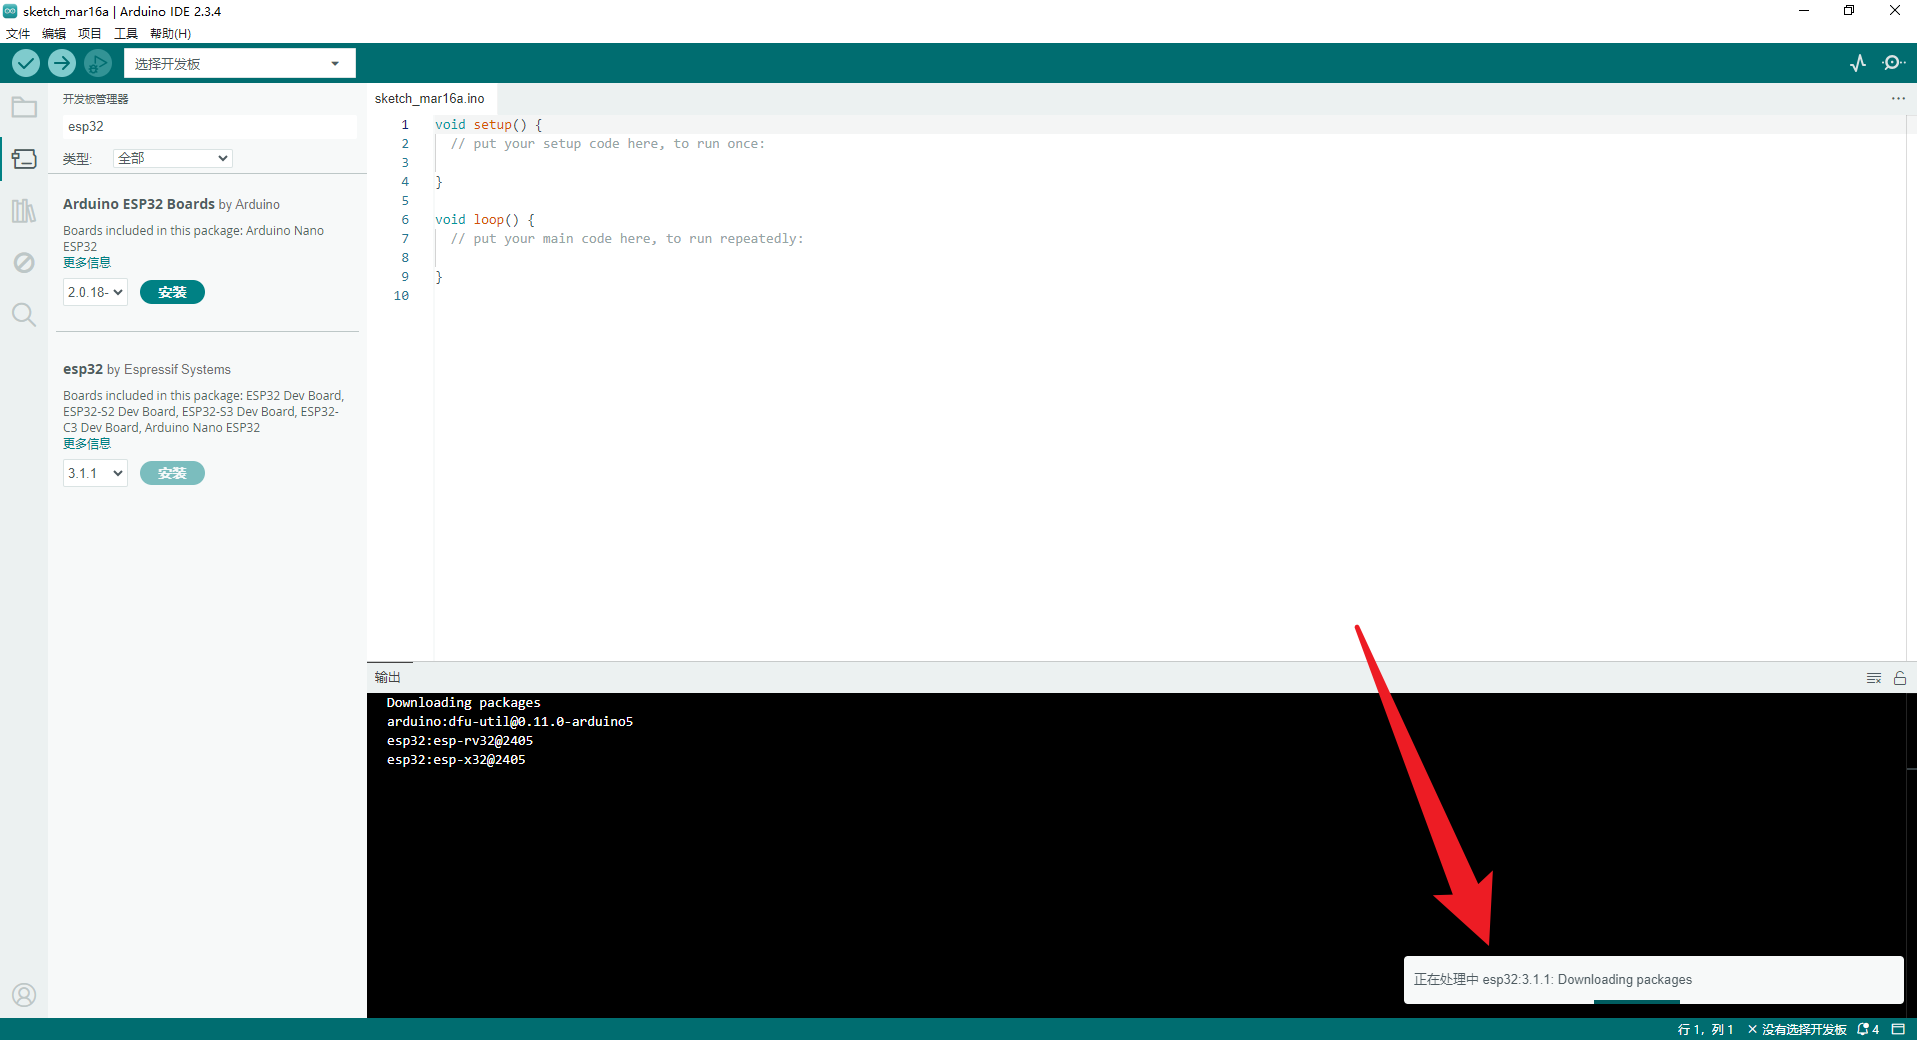 sketch_mar16a | Arduino IDE 2.3.4
文件 编辑 项目 工具 帮助(H)
选择开发板
开发板管理器
esp32
类型: 全部
Arduino ESP32 Boards by Arduino
Boards included in this package: Arduino Nano
ESP32
更多信息
2.0.18- 安装
esp32 by Espressif Systems
Boards included in this package: ESP32 Dev Board,
ESP32-S2 Dev Board, ESP32-S3 Dev Board, ESP32-
C3 Dev Board, Arduino Nano ESP32
更多信息
3.1.1 安装
sketch_mar16a.ino
1 void setup() {
2 // put your setup code here, to run once:
3
4 }
5
6 void loop() {
7 // put your main code here, to run repeatedly:
8
9 }
10
输出
Downloading packages
arduino:dfu-util@0.11.0-arduino5
esp32:esp-rv32@2405
esp32:esp-x32@2405
正在处理中 esp32:3.1.1: Downloading packages
行 1，列 1 × 没有选择开发板 4